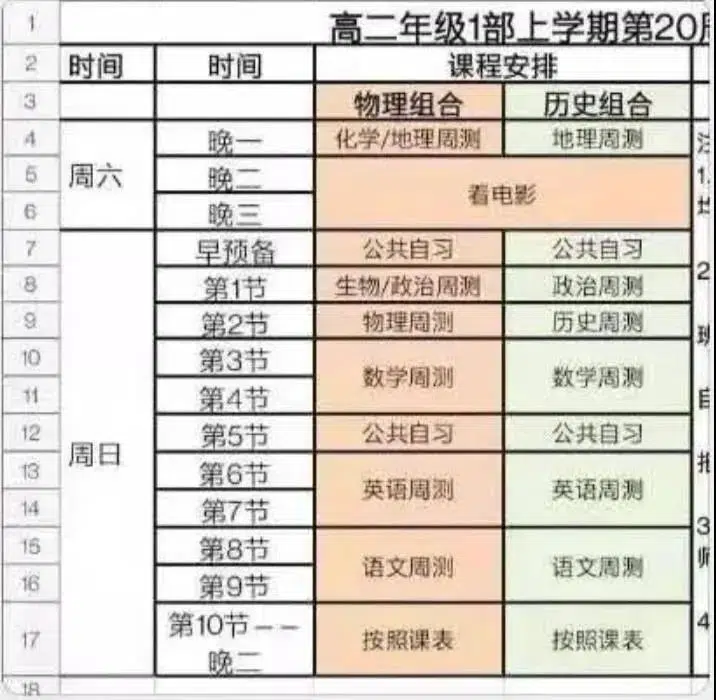 1 高二年级1部上学期第20
2 时间 时间 课程安排
3 物理组合 历史组合
4 周六 晚一 化学/地理周测 地理周测
5 晚二 看电影 1.
6 晚三
7 周日 早预备 公共自习 公共自习
8 第1节 生物/政治周测 政治周测 2
9 第2节 物理周测 历史周测
10 第3节 数学周测 数学周测
11 第4节
12 第5节 公共自习 公共自习
13 第6节 英语周测 英语周测
14 第7节
15 第8节 语文周测 语文周测 3
16 第9节
17 第10节－－ 按照课表 按照课表 4
晚二
18